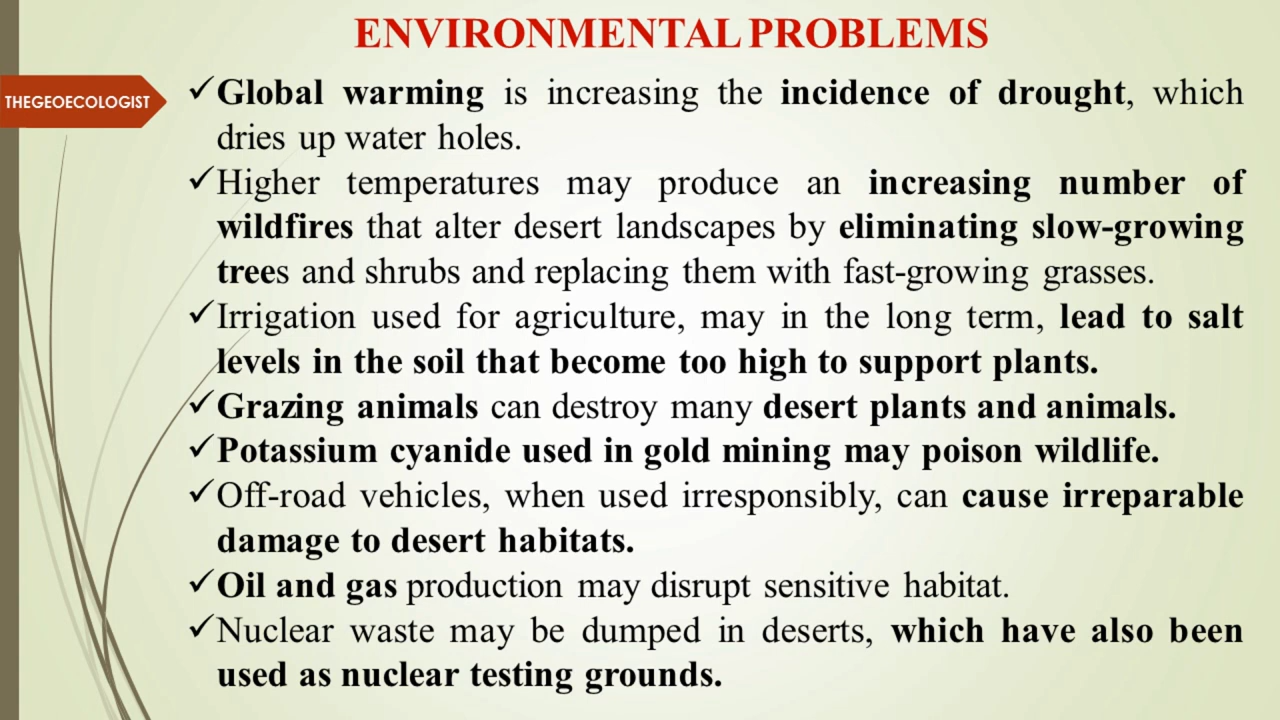 ENVIRONMENTAL PROBLEMS
THEGEOECOLOGIST
✓Global warming is increasing the incidence of drought, which
dries up water holes.
✓Higher temperatures may produce an increasing number of
wildfires that alter desert landscapes by eliminating slow-growing
trees and shrubs and replacing them with fast-growing grasses.
✓Irrigation used for agriculture, may in the long term, lead to salt
levels in the soil that become too high to support plants.
✓Grazing animals can destroy many desert plants and animals.
✓Potassium cyanide used in gold mining may poison wildlife.
✓Off-road vehicles, when used irresponsibly, can cause irreparable
damage to desert habitats.
✓Oil and gas production may disrupt sensitive habitat.
✓Nuclear waste may be dumped in deserts, which have also been
used as nuclear testing grounds.